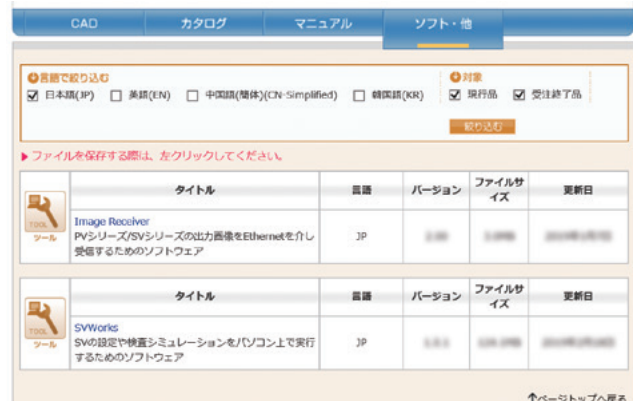 CAD カタログ マニュアル ソフト・他
言語で絞り込む 対象
日本語(JP) 英語(EN) 中国語(簡体)(CN-Simplified) 韓国語(KR) 現行品 受注終了品
絞り込む
▶ファイルを保存する際は、左クリックしてください。
タイトル 言語 バージョン ファイルサイズ 更新日
TOOL
ツール
Image Receiver
PVシリーズ/SVシリーズの出力画像をEthernetを介し
受信するためのソフトウェア
JP
タイトル 言語 バージョン ファイルサイズ 更新日
TOOL
ツール
SVWorks
SVの設定や検査シミュレーションをパソコン上で実行
するためのソフトウェア
JP
↑ページトップへ戻る